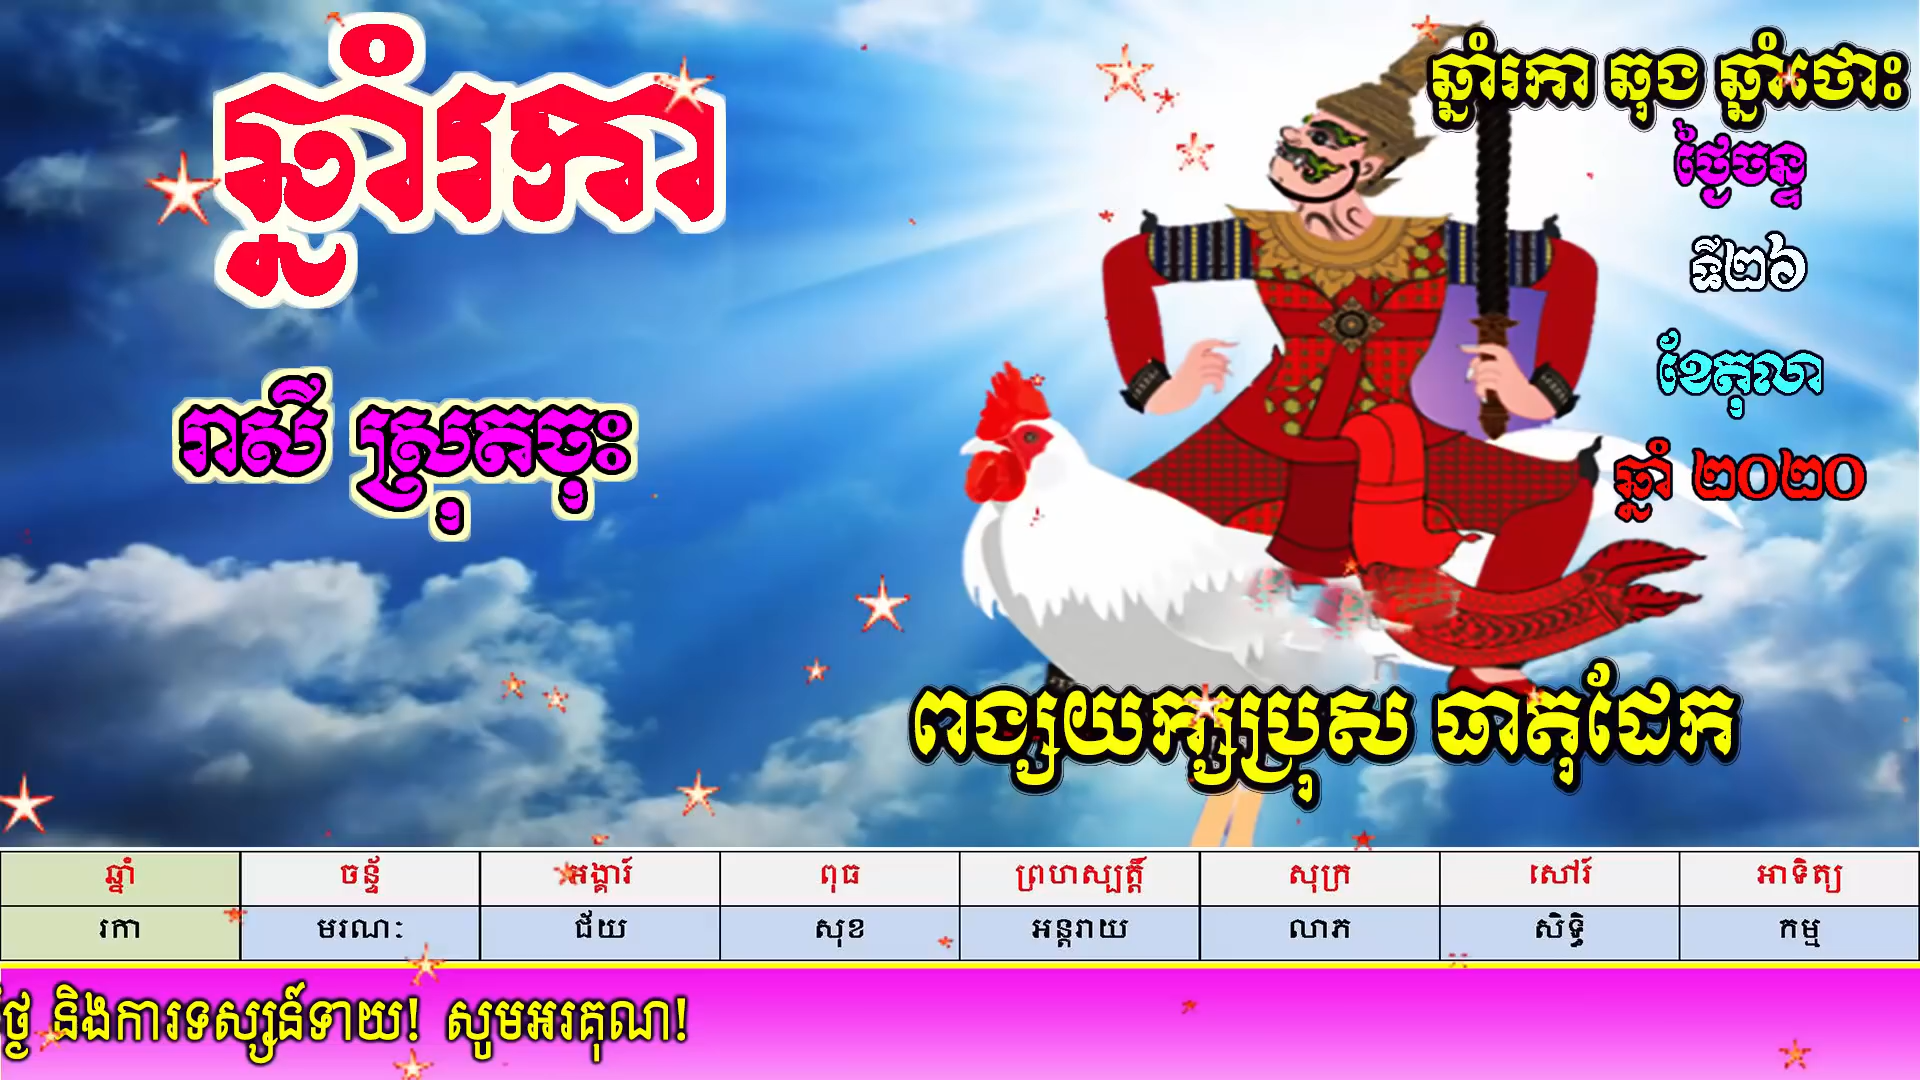 ឆ្នាំរកា
រាសី ស្រុតចុះ
ឆ្នាំរកា ឆុង ឆ្នាំថោះ
ថ្ងៃចន្ទ
ទី២៦
ខែតុលា
ឆ្នាំ ២០២០
ពង្សយក្សប្រុស ធាតុដែក
ឆ្នាំ ចន្ទ័ អង្គារ៍ ពុធ ព្រហស្បត្តិ៍ សុក្រ សៅរ៍ អាទិត្យ
រកា មរណៈ ជ័យ សុខ អន្តរាយ លាភ សិទ្ធិ កម្ម
ថ្ងៃ និងការទស្សន៍ទាយ! សូមអរគុណ!